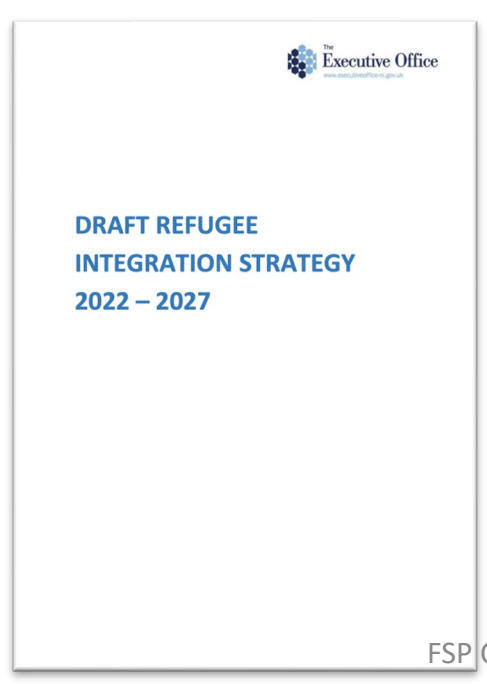 The
Executive Office
www.executiveoffice-ni.gov.uk
DRAFT REFUGEE
INTEGRATION STRATEGY
2022 – 2027
FSP